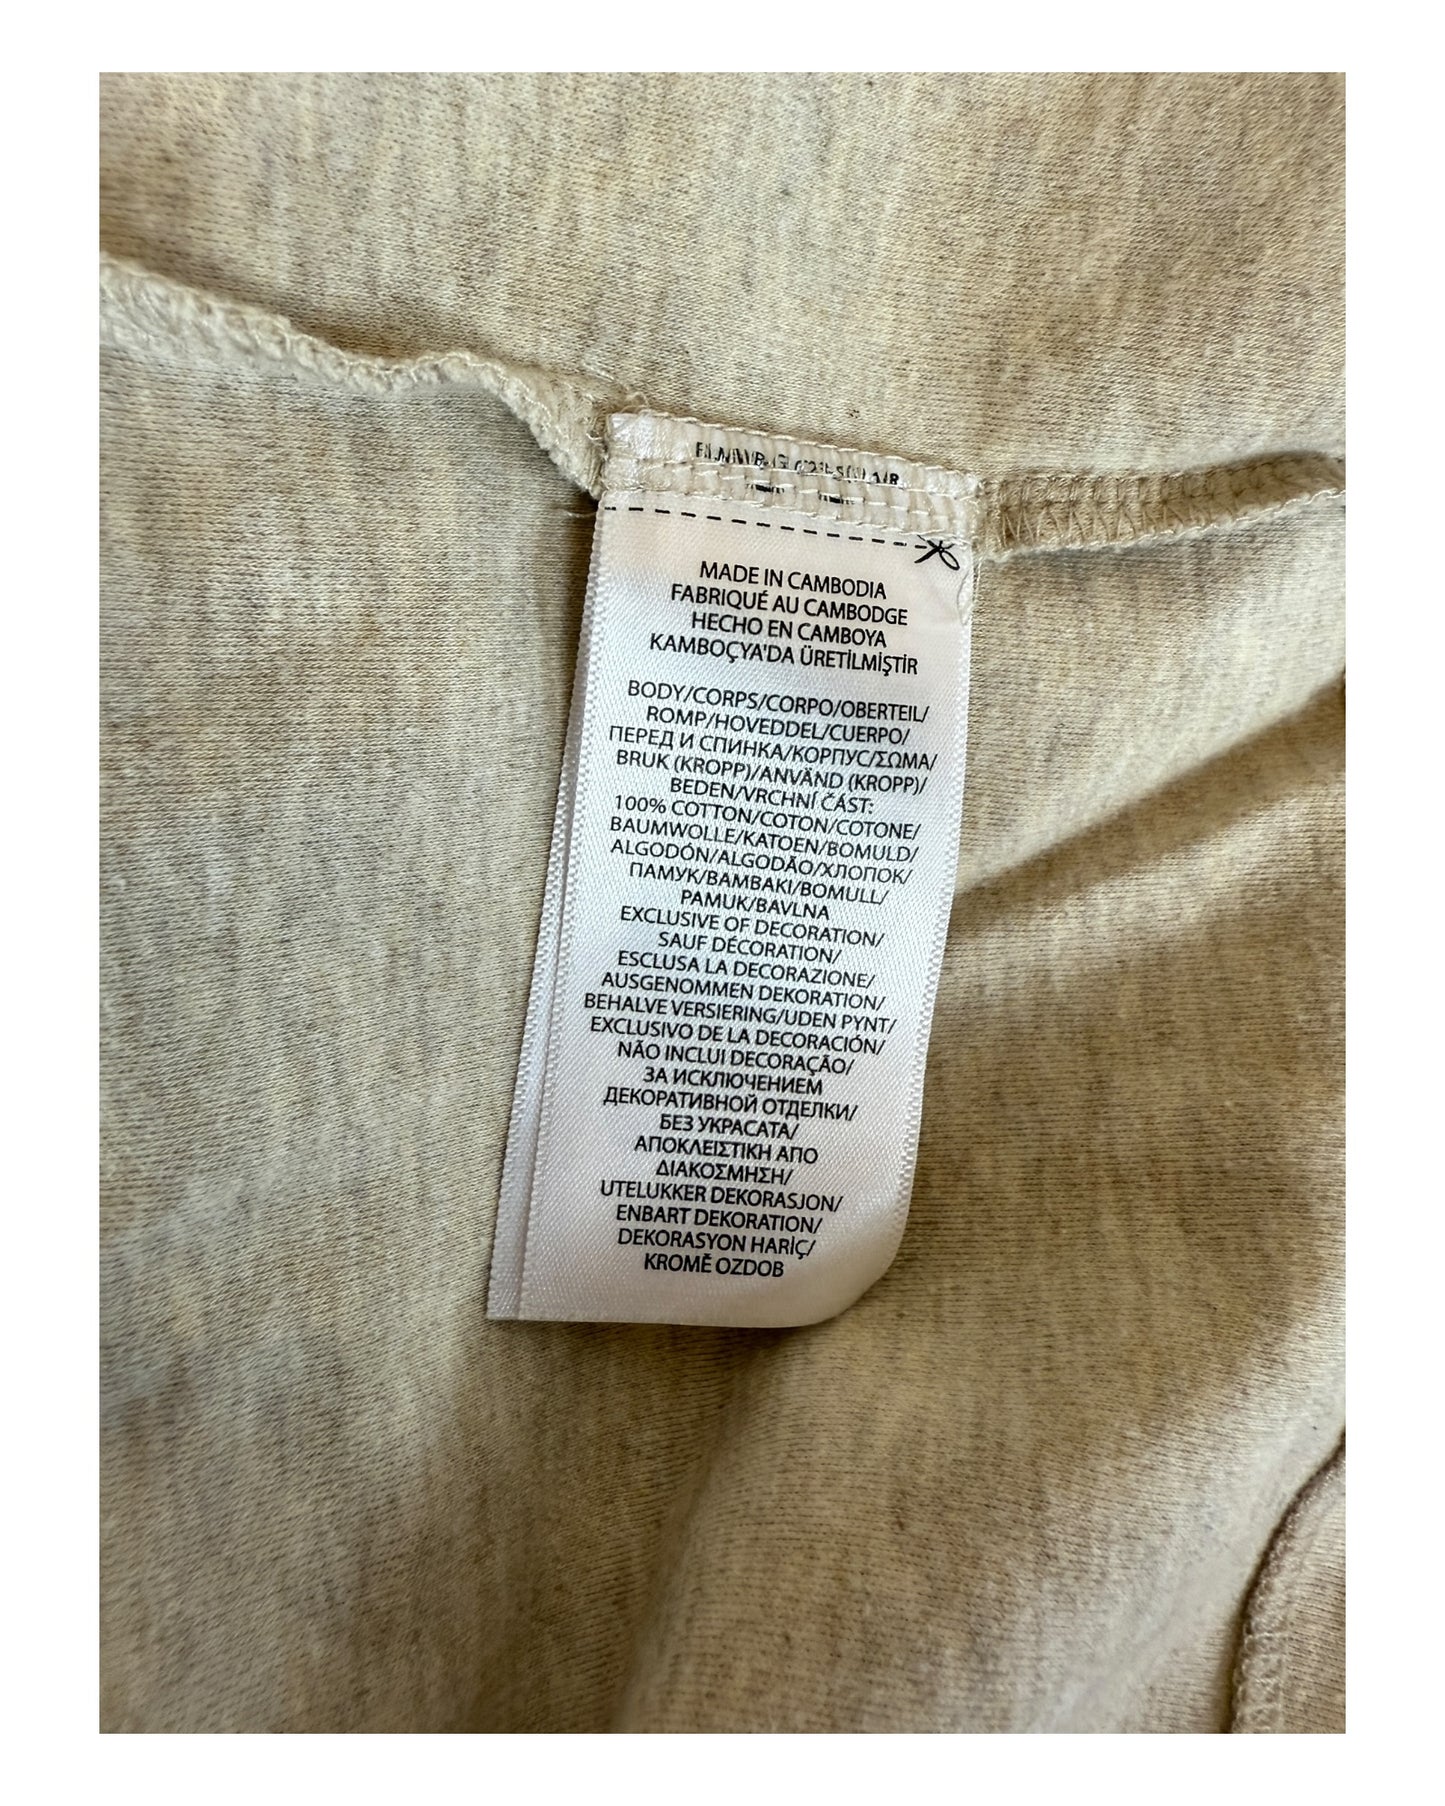 MADE IN CAMBODIA
FABRIQUÉ AU CAMBODGE
HECHO EN CAMBOYA
KAMBOÇYA'DA ÜRETİLMİŞTİR
BODY/CORPS/CORPO/OBERTEIL/
ROMP/HOVEDDEL/CUERPO/
ПЕРЕД И СПИНКА/КОРПУС/ΣΩΜΑ/
BRUK (KROPP)/ANVÄND (KROPP)/
BEDEN/VRCHNÍ ČÁST:
100% COTTON/COTON/COTONE/
BAUMWOLLE/KATOEN/BOMULD/
ALGODÓN/ALGODÃO/ХЛОПОК/
ПАМУК/BAMBAKI/BOMULL/
PAMUK/BAVLNA
EXCLUSIVE OF DECORATION/
SAUF DÉCORATION/
ESCLUSA LA DECORAZIONE/
AUSGENOMMEN DEKORATION/
BEHALVE VERSIERING/UDEN PYNT/
EXCLUSIVO DE LA DECORACIÓN/
NÃO INCLUI DECORAÇÃO/
ЗА ИСКЛЮЧЕНИЕМ
ДЕКОРАТИВНОЙ ОТДЕЛКИ/
БЕЗ УКРАСАТА/
ΑΠΟΚΛΕΙΣΤΙΚΗ ΑΠΟ
ΔΙΑΚΟΣΜΗΣΗ/
UTELUKKER DEKORASJON/
ENBART DEKORATION/
DEKORASYON HARİÇ/
KROMĚ OZDOB